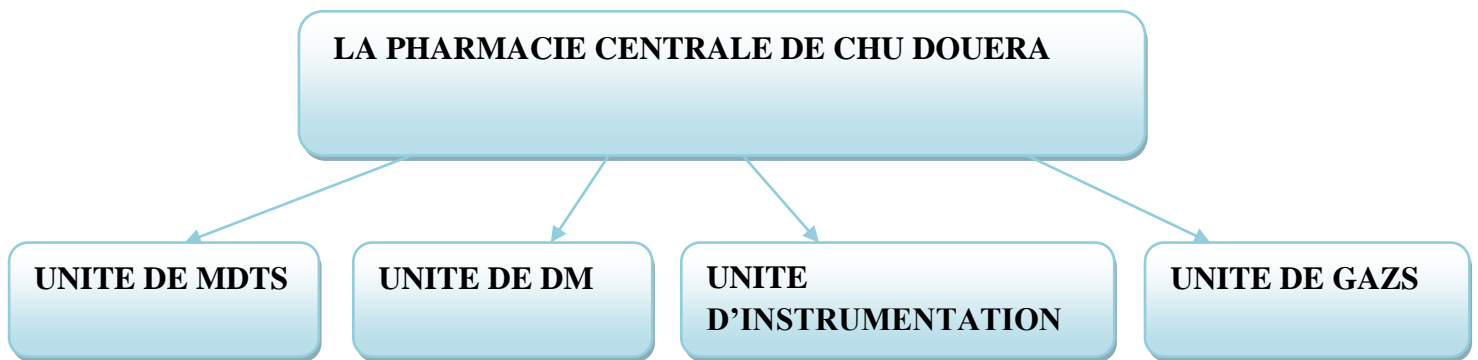 LA PHARMACIE CENTRALE DE CHU DOUERA
UNITE DE MDTS
UNITE DE DM
UNITE
D’INSTRUMENTATION
UNITE DE GAZS